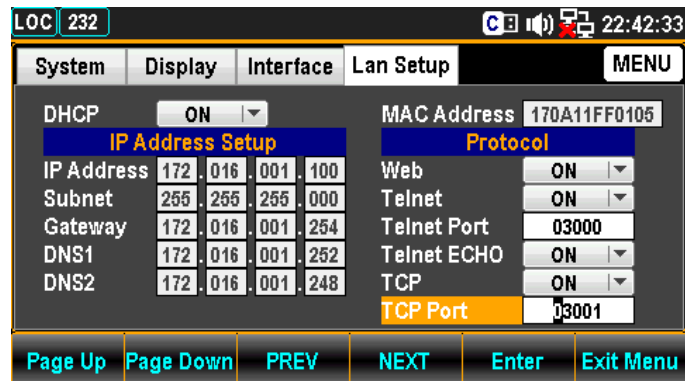 LOC 232 C 22:42:33
System Display Interface Lan Setup MENU
DHCP ON MAC Address 170A11FF0105
IP Address Setup Protocol
IP Address 172 . 016 . 001 . 100 Web ON
Subnet 255 . 255 . 255 . 000 Telnet ON
Gateway 172 . 016 . 001 . 254 Telnet Port 03000
DNS1 172 . 016 . 001 . 252 Telnet ECHO ON
DNS2 172 . 016 . 001 . 248 TCP ON
TCP Port 03001
Page Up Page Down PREV NEXT Enter Exit Menu